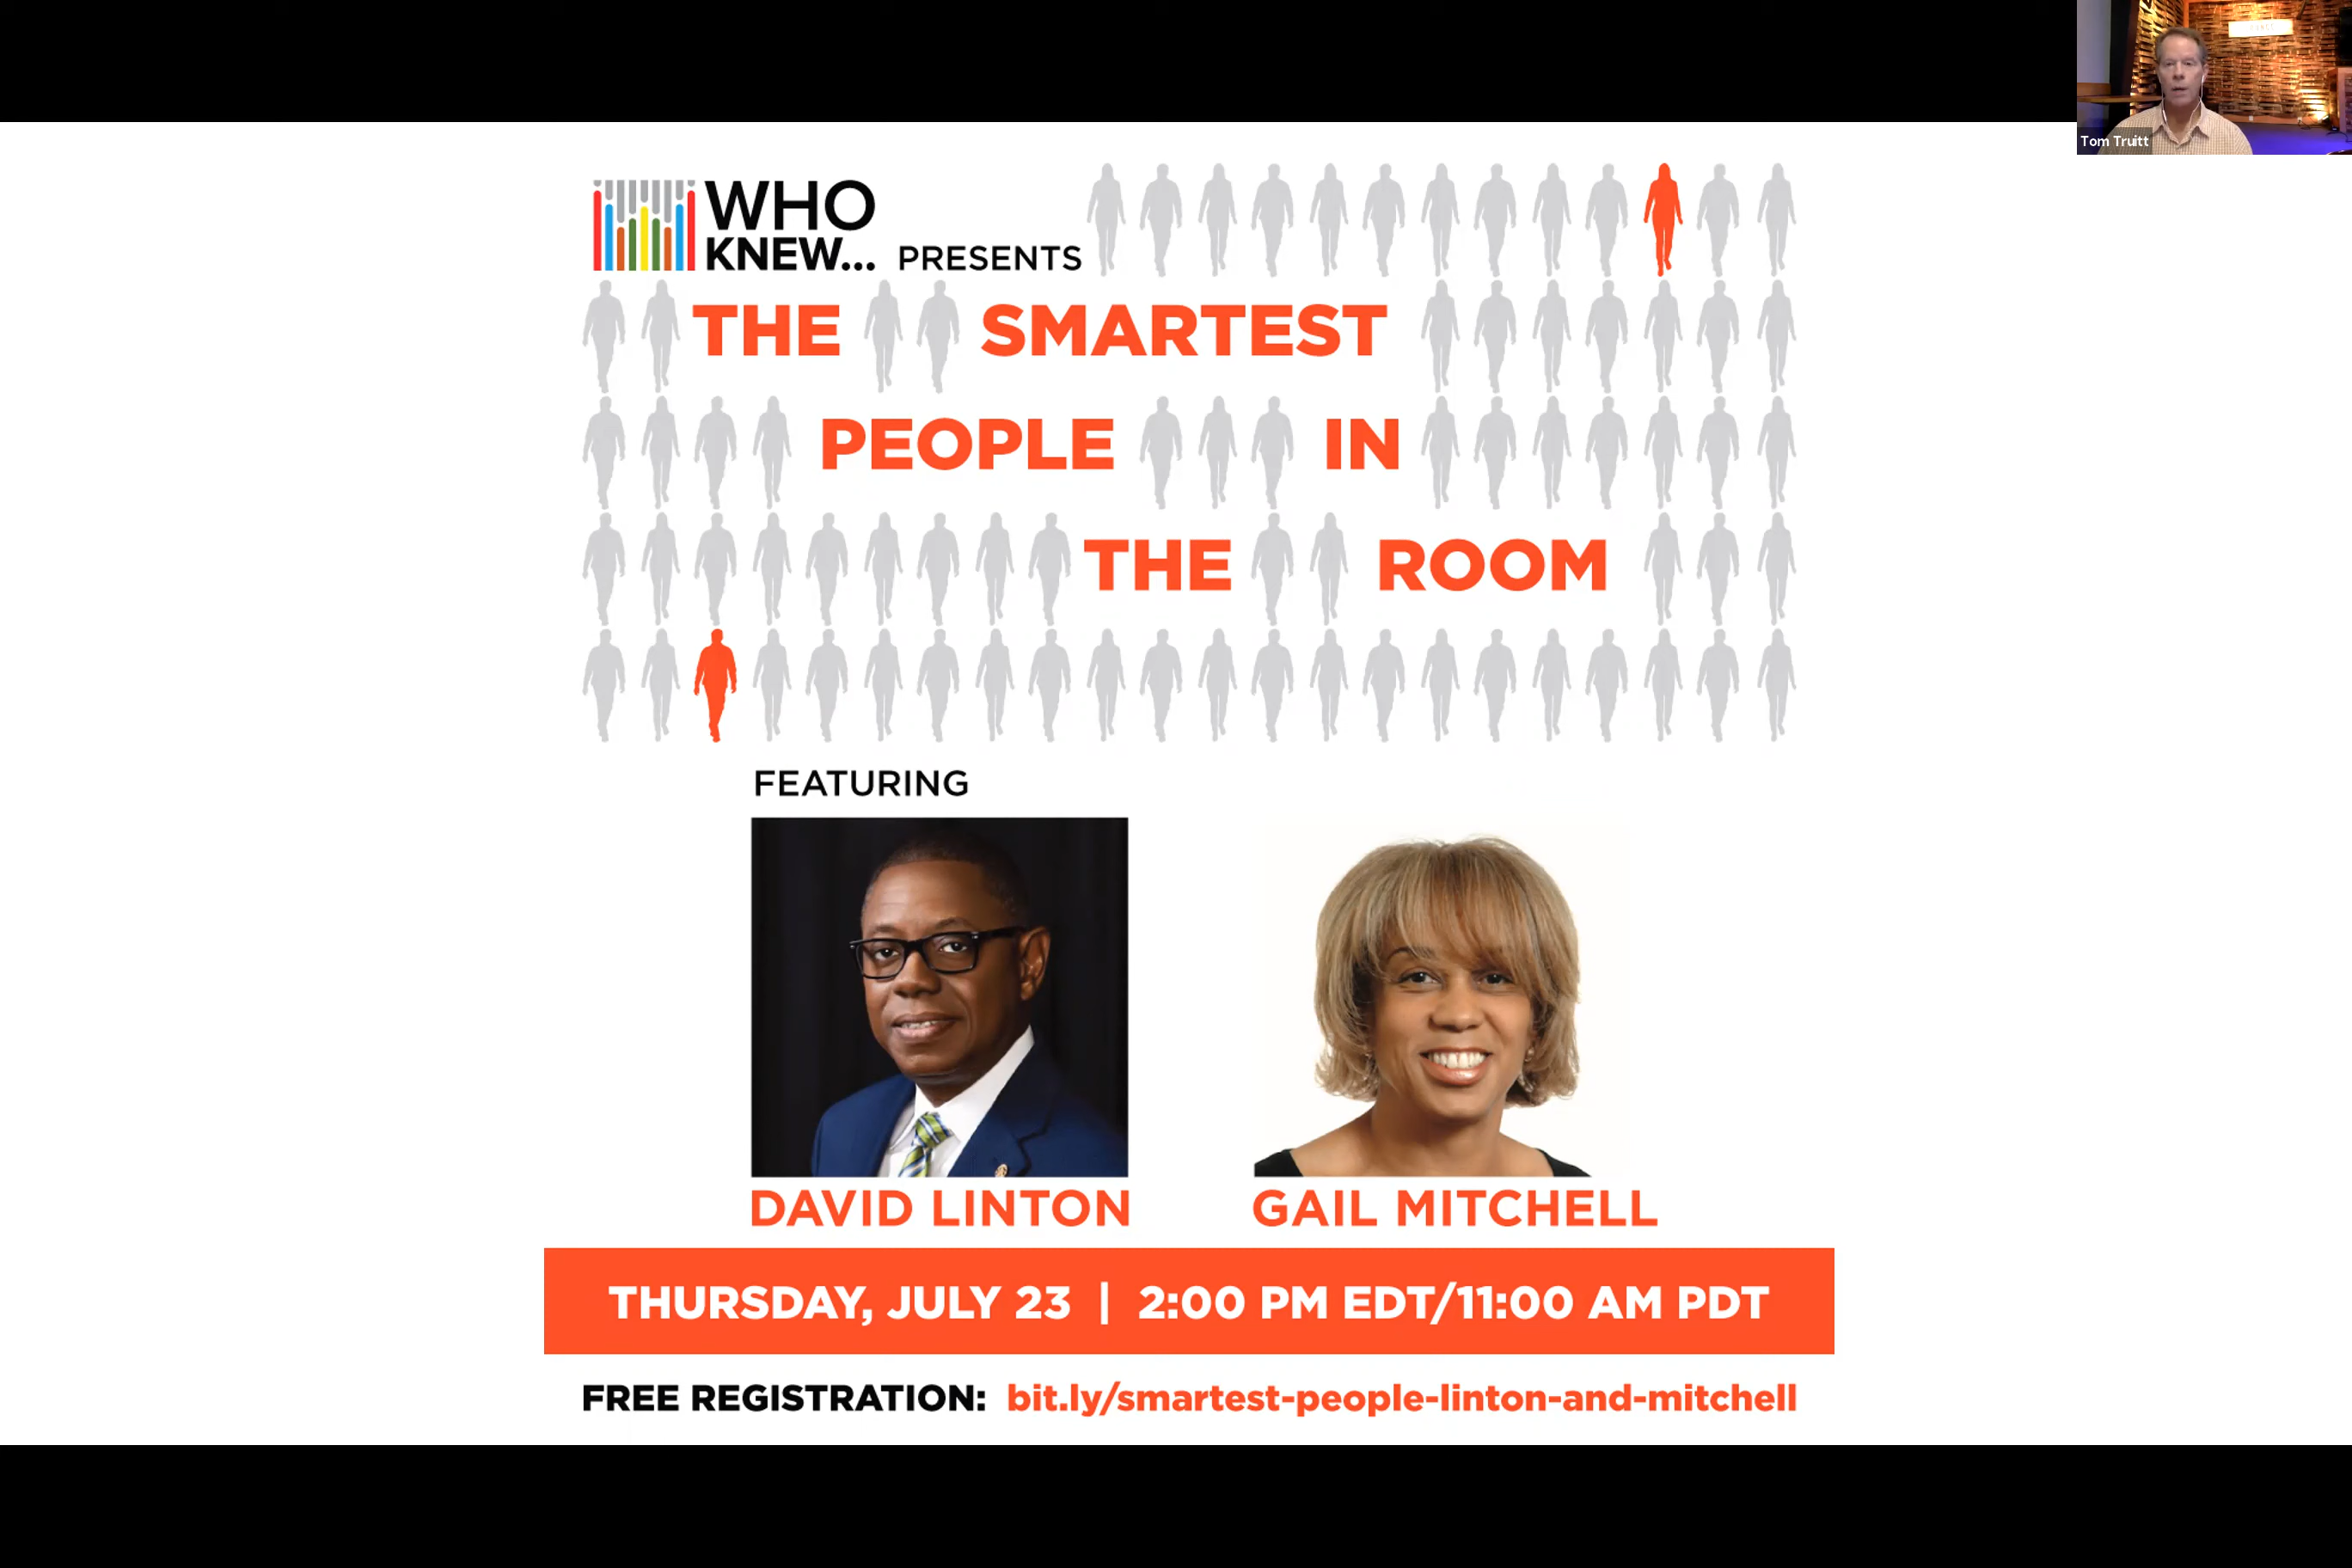 Tom Truitt
WHO
KNEW... PRESENTS
THE SMARTEST
PEOPLE IN
THE ROOM
FEATURING
DAVID LINTON
GAIL MITCHELL
THURSDAY, JULY 23 | 2:00 PM EDT/11:00 AM PDT
FREE REGISTRATION: bit.ly/smartest-people-linton-and-mitchell